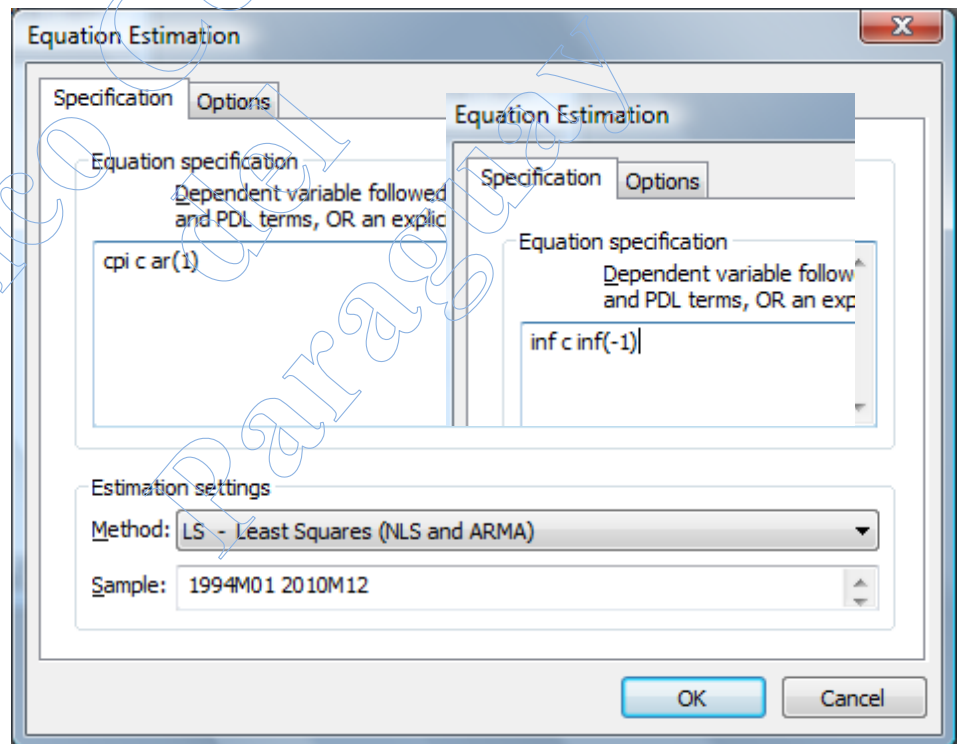 Equation Estimation
Specification
Options
Equation specification
Dependent variable followed
and PDL terms, OR an explic
cpi c ar(1)
Equation Estimation
Specification
Options
Equation specification
Dependent variable follow
and PDL terms, OR an exp
inf c inf(-1)
Estimation settings
Method: LS - Least Squares (NLS and ARMA)
Sample: 1994M01 2010M12
OK
Cancel
del
Paraguay